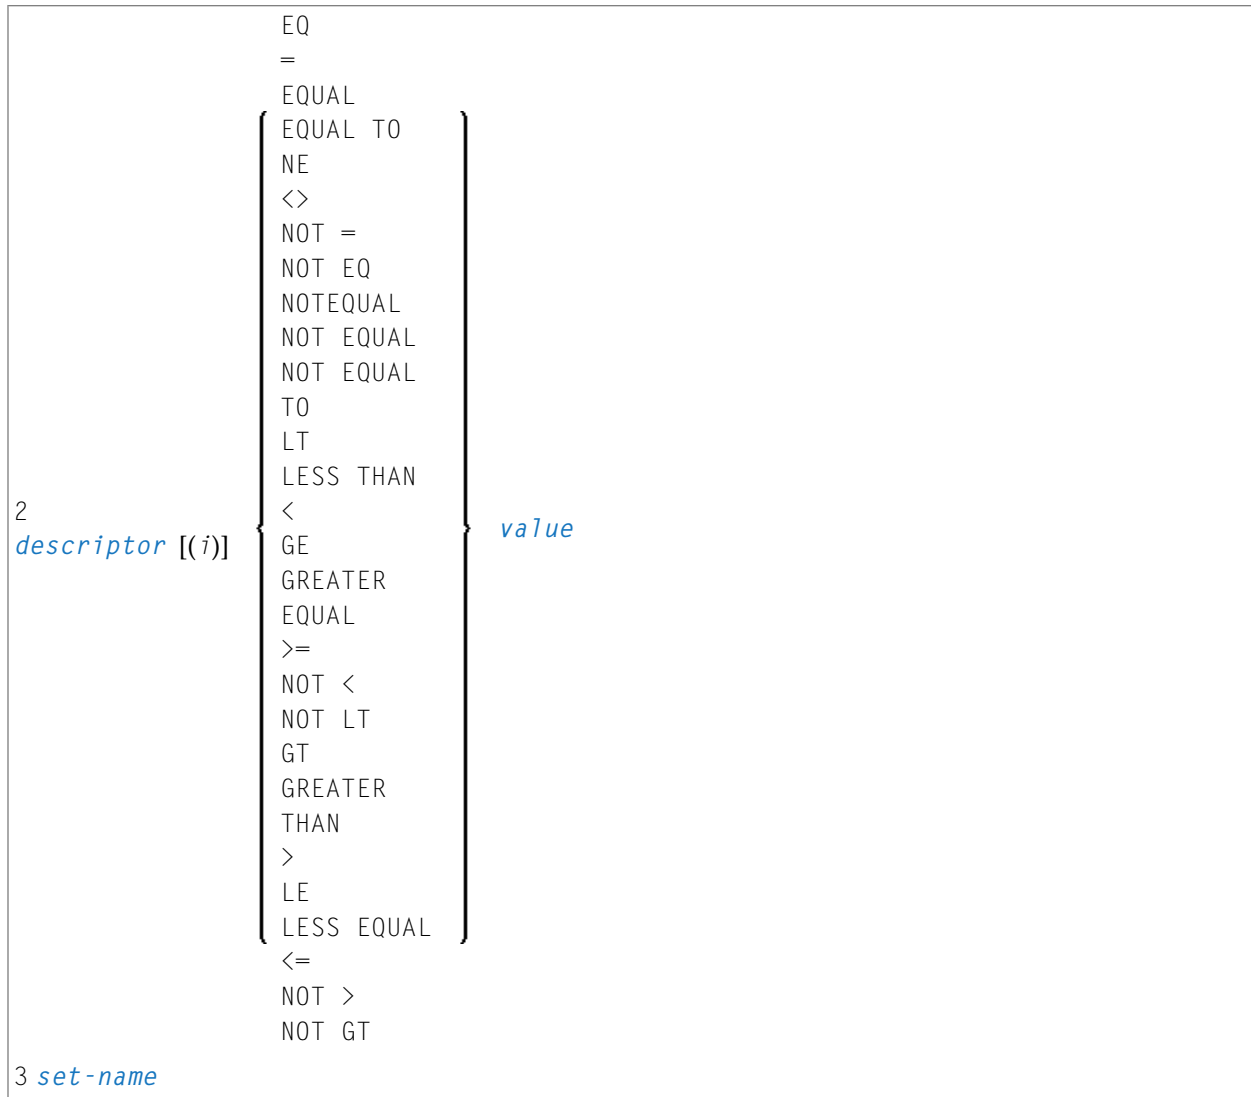 EQ
=
EQUAL
EQUAL TO
NE
<>
NOT =
NOT EQ
NOTEQUAL
NOT EQUAL
NOT EQUAL
TO
LT
LESS THAN
2
<
descriptor [(i)]
value
GE
GREATER
EQUAL
>=
NOT <
NOT LT
GT
GREATER
THAN
>
LE
LESS EQUAL
<=
NOT >
NOT GT
3 set-name